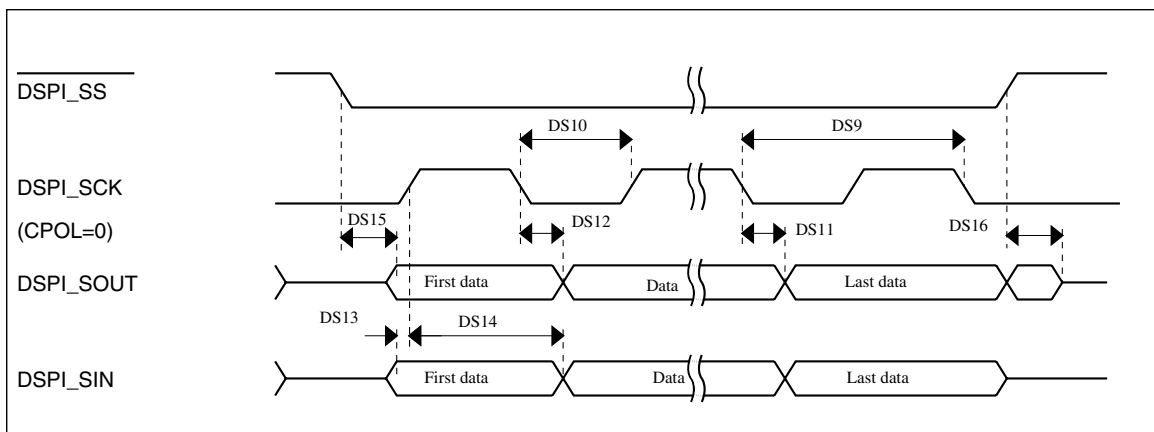 DSPI_SS
DS10
DS9
DSPI_SCK
(CPOL=0)
DS15
DS12
DS11
DS16
DSPI_SOUT
First data
Data
Last data
DS13
DS14
DSPI_SIN
First data
Data
Last data